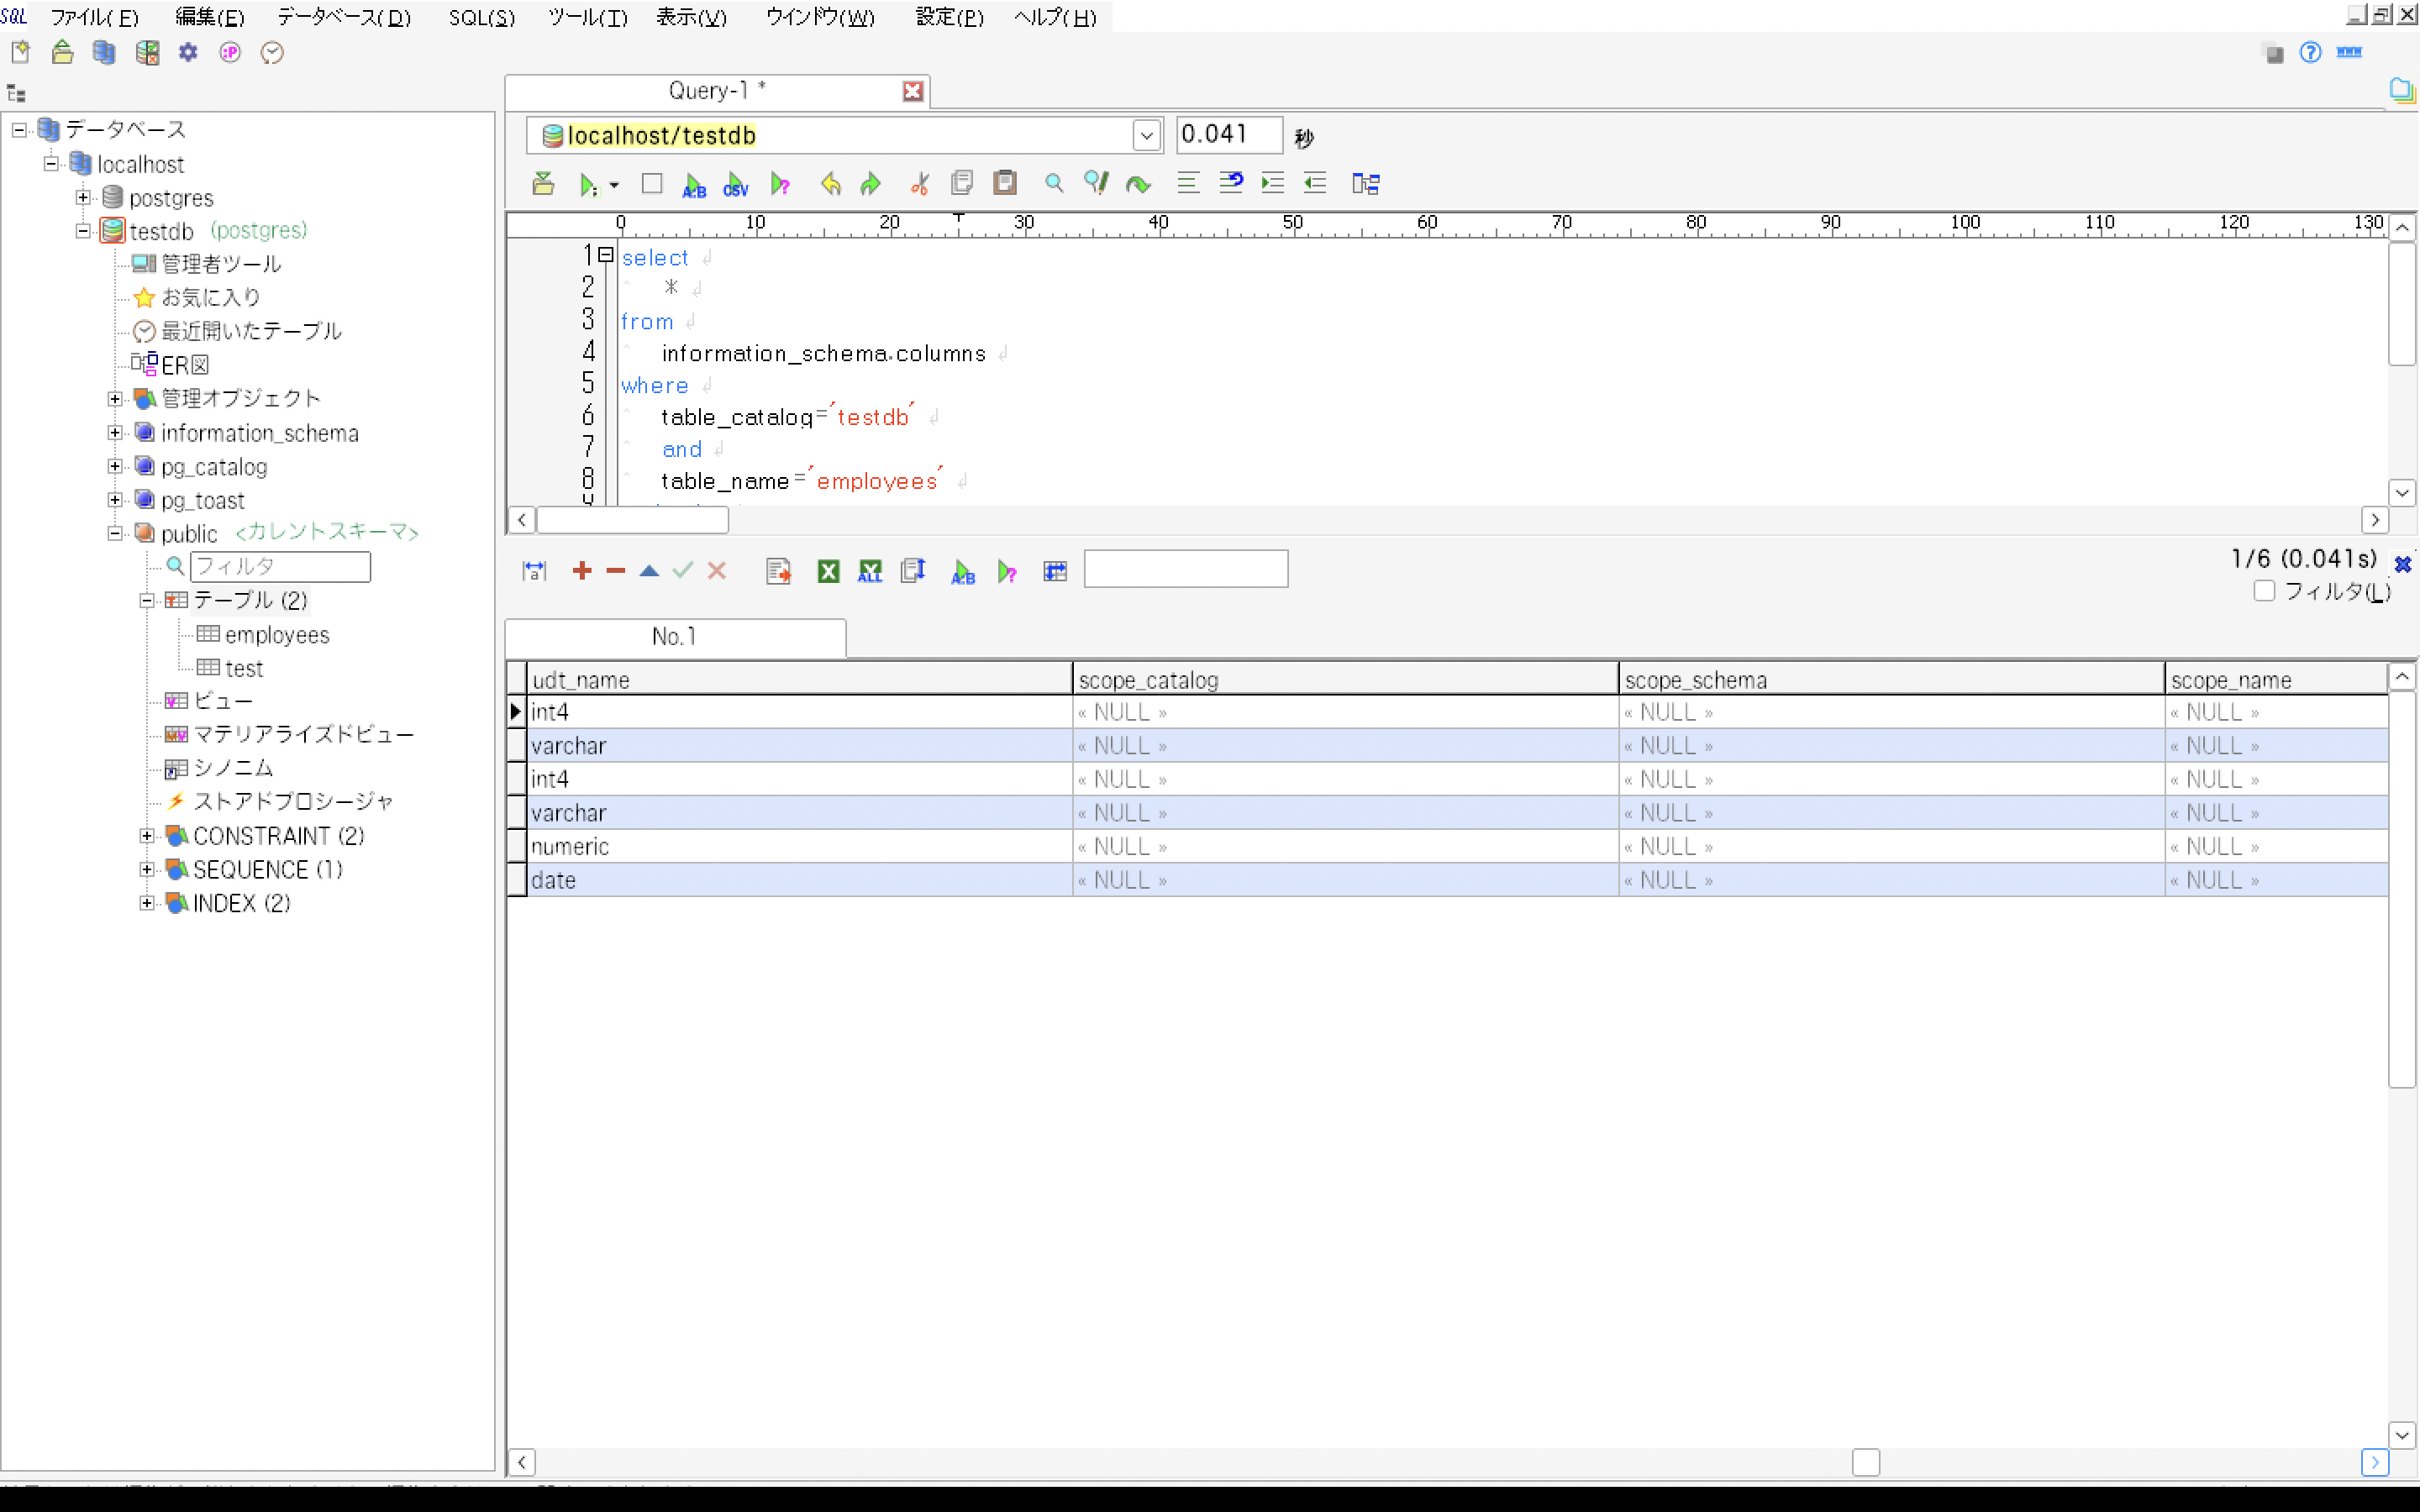 SQL ファイル(F) 編集(E) データベース(D) SQL(S) ツール(T) 表示(V) ウインドウ(W) 設定(P) ヘルプ(H)
Query-1 *
データベース
localhost
postgres
testdb (postgres)
管理者ツール
お気に入り
最近開いたテーブル
ER図
管理オブジェクト
information_schema
pg_catalog
pg_toast
public <カレントスキーマ>
フィルタ
テーブル (2)
employees
test
ビュー
マテリアライズドビュー
シノニム
ストアドプロシージャ
CONSTRAINT (2)
SEQUENCE (1)
INDEX (2)
localhost/testdb 0.041 秒
A:B CSV
0 10 20 30 40 50 60 70 80 90 100 110 120 130
1 select
2 *
3 from
4 information_schema.columns
5 where
6 table_catalog='testdb'
7 and
8 table_name='employees'
ALL A:B
1/6 (0.041s)
フィルタ(L)
No.1
udt_name scope_catalog scope_schema scope_name
int4 « NULL » « NULL » « NULL »
varchar « NULL » « NULL » « NULL »
int4 « NULL » « NULL » « NULL »
varchar « NULL » « NULL » « NULL »
numeric « NULL » « NULL » « NULL »
date « NULL » « NULL » « NULL »